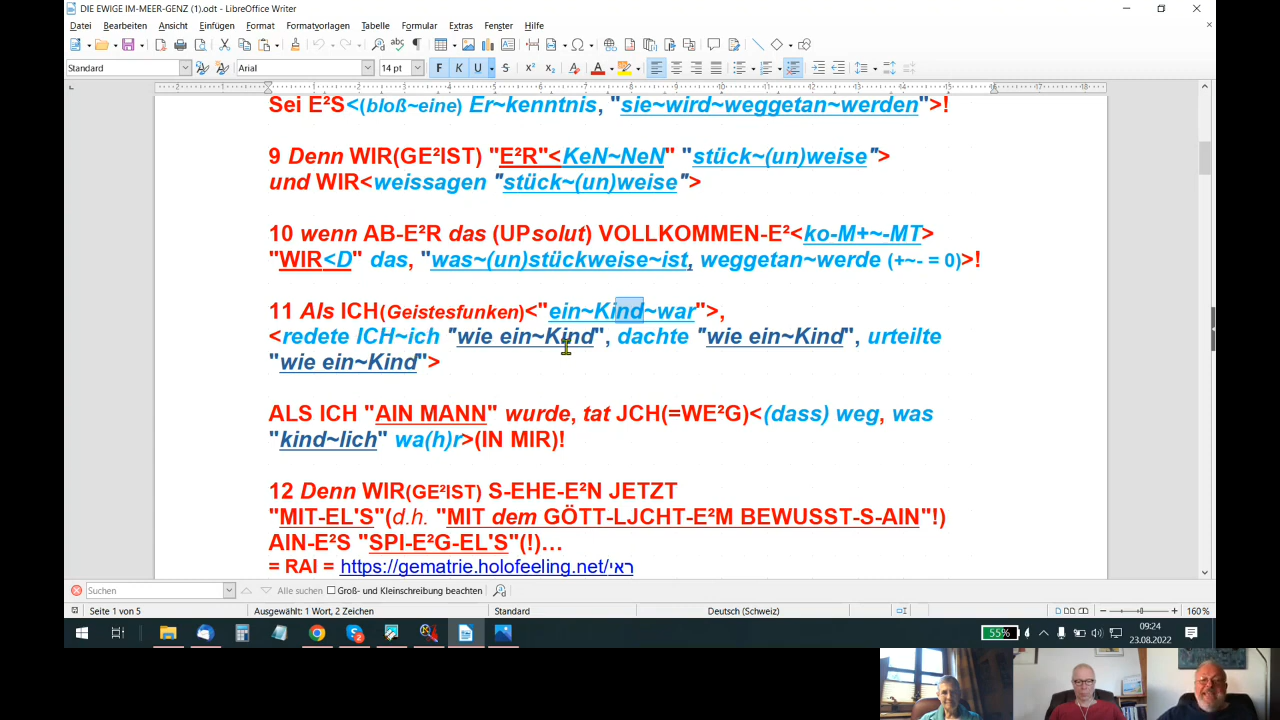 DIE EWIGE IM-MEER-GENZ (1).odt - LibreOffice Writer
Datei Bearbeiten Ansicht Einfügen Format Formatvorlagen Tabelle Formular Extras Fenster Hilfe
Standard Arial 14 pt F K U S
Sei E²S<(bloß~eine) Er~kenntnis, "sie~wird~weggetan~werden">!
9 Denn WIR(GE²IST) "E²R"<KeN~NeN" "stück~(un)weise">
und WIR<weissagen "stück~(un)weise">
10 wenn AB-E²R das (UPsolut) VOLLKOMMEN-E²<ko-M+~-MT>
"WIR<D" das, "was~(un)stückweise~ist, weggetan~werde (+~- = 0)>!
11 Als ICH(Geistesfunken)<"ein~Kind~war">,
<redete ICH~ich "wie ein~Kind", dachte "wie ein~Kind", urteilte
"wie ein~Kind">
ALS ICH "AIN MANN" wurde, tat JCH(=WE²G)<(dass) weg, was
"kind~lich" wa(h)r>(IN MIR)!
12 Denn WIR(GE²IST) S-EHE-E²N JETZT
"MIT-EL'S"(d.h. "MIT dem GÖTT-LJCHT-E²M BEWUSST-S-AIN"!)
AIN-E²S "SPI-E²G-EL'S"(!)…
= RAI = https://gematrie.holofeeling.net/ראי
Suchen Alle suchen Groß- und Kleinschreibung beachten
Seite 1 von 5 Ausgewählt: 1 Wort, 2 Zeichen Standard Deutsch (Schweiz) 160%
55% 09:24
23.08.2022